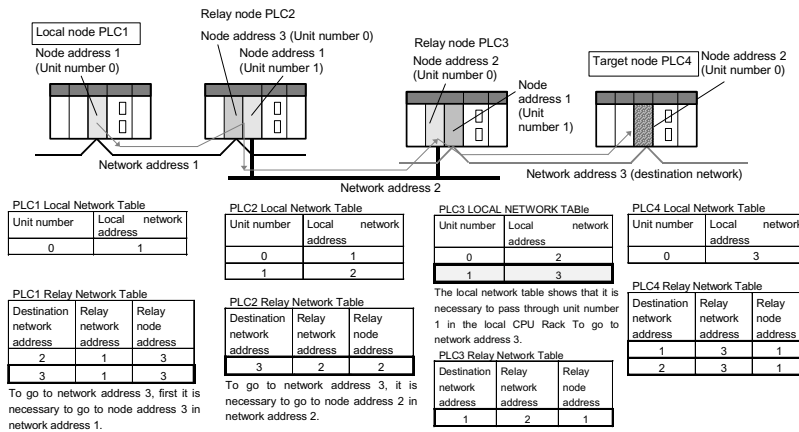 Relay node PLC2
Local node PLC1
Node address 1
(Unit number 0)
Node address 3 (Unit number 0)
Node address 1
(Unit number 1)
Relay node PLC3
Node address 2
(Unit number 0)
Node
address 1
(Unit
number 1)
Target node PLC4
Node address 2
(Unit number 0)
Network address 1
Network address 2
Network address 3 (destination network)
PLC1 Local Network Table
Unit number Local network
address
0 1
PLC1 Relay Network Table
Destination Relay Relay
network network node
address address address
2 1 3
3 1 3
To go to network address 3, first it is
necessary to go to node address 3 in
network address 1.
PLC2 Local Network Table
Unit number Local network
address
0 1
1 2
PLC2 Relay Network Table
Destination Relay Relay
network network node
address address address
3 2 2
To go to network address 3, it is
necessary to go to node address 2 in
network address 2.
PLC3 LOCAL NETWORK TABlE
Unit number Local network
address
0 2
1 3
The local network table shows that it is
necessary to pass through unit number
1 in the local CPU Rack To go to
network address 3.
PLC3 Relay Network Table
Destination Relay Relay
network network node
address address address
1 2 1
PLC4 Local Network Table
Unit number Local network
address
0 3
PLC4 Relay Network Table
Destination Relay Relay
network network node
address address address
1 3 1
2 3 1